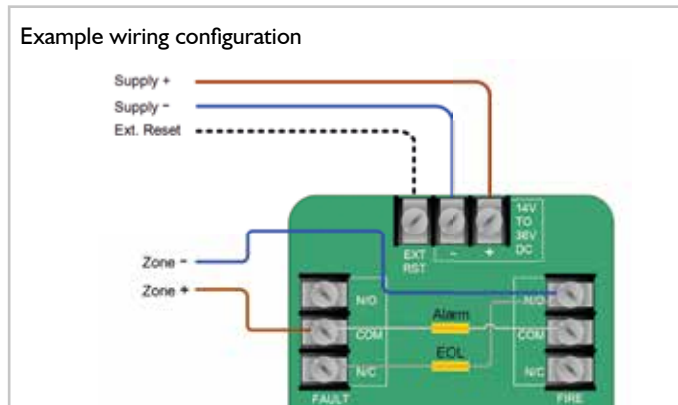 Example wiring configuration
Supply +
Supply -
Ext. Reset
14V
TO
36V
DC
EXT
RST
-
+
Zone -
Zone +
N/O
N/O
Alarm
COM
COM
EOL
N/C
N/C
FAULT
FIRE